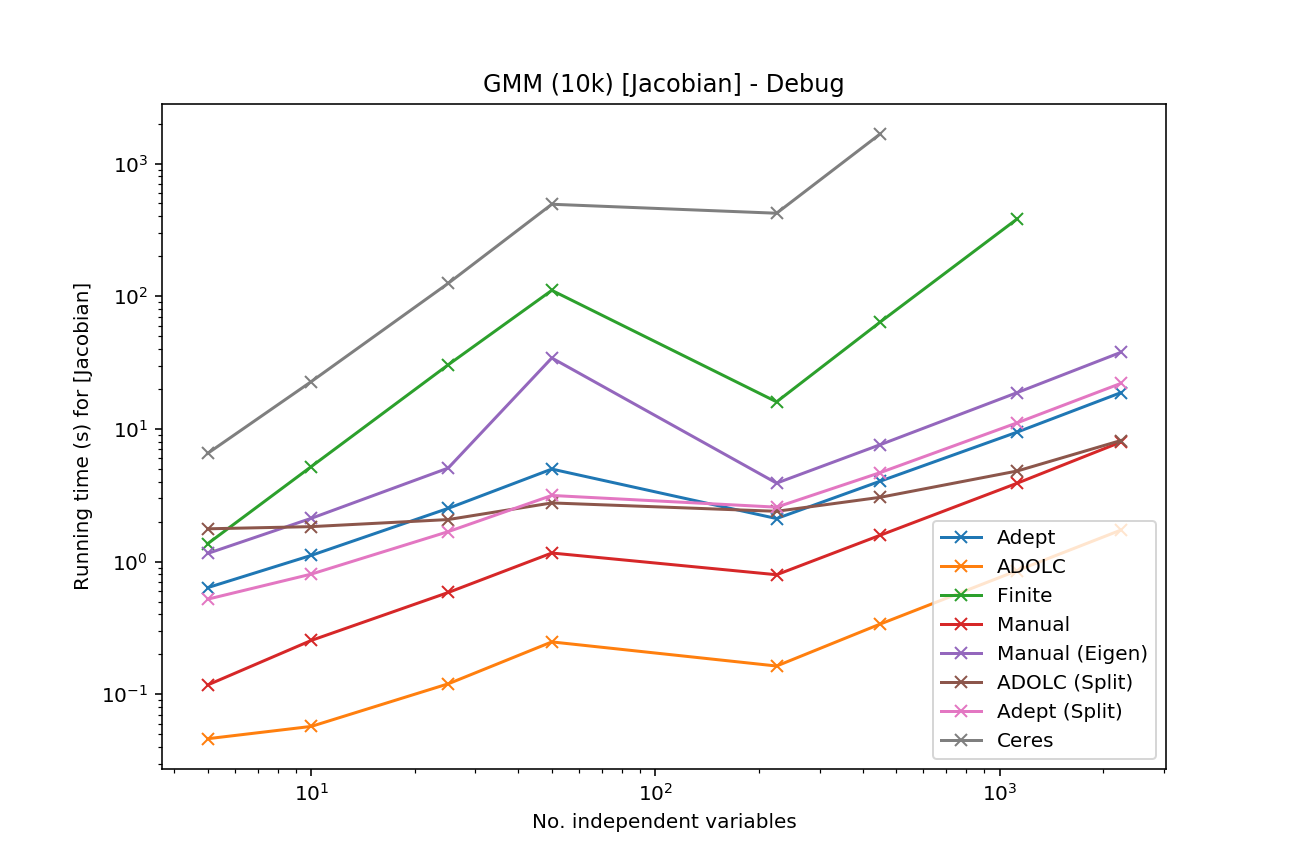 GMM (10k) [Jacobian] - Debug
Running time (s) for [Jacobian]
10³
10²
10¹
10⁰
10⁻¹
10¹
10²
10³
No. independent variables
Adept
ADOLC
Finite
Manual
Manual (Eigen)
ADOLC (Split)
Adept (Split)
Ceres